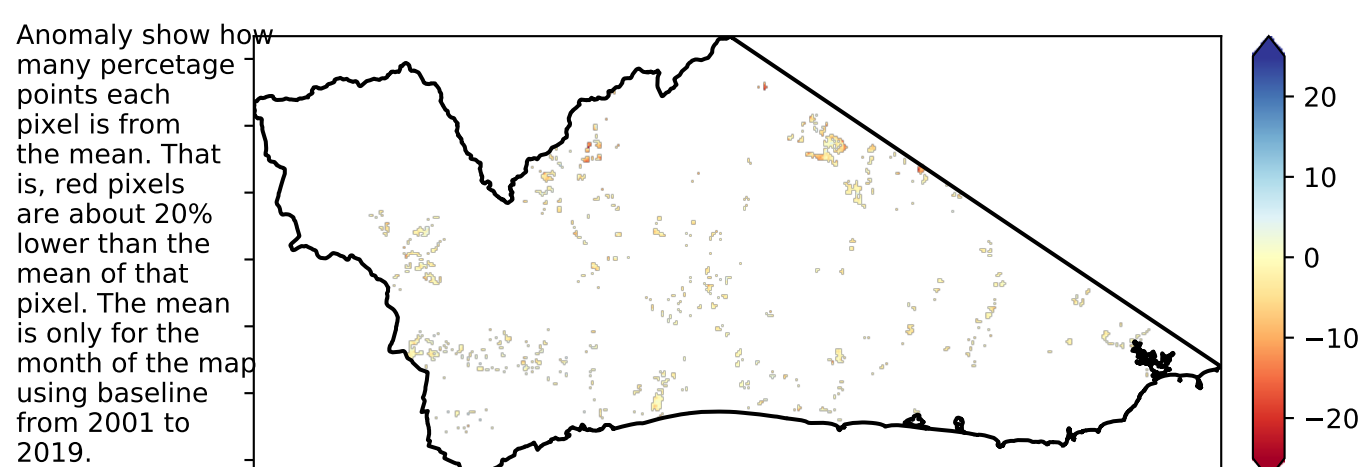 Anomaly show how
many percetage
points each
pixel is from
the mean. That
is, red pixels
are about 20%
lower than the
mean of that
pixel. The mean
is only for the
month of the map
using baseline
from 2001 to
2019.
20
10
0
−10
−20